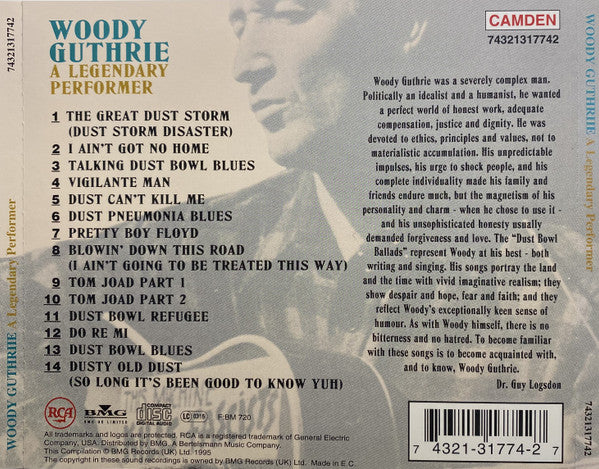 WOODY GUTHRIE A Legendary Performer
74321317742
WOODY
GUTHRIE
A LEGENDARY
PERFORMER
1 THE GREAT DUST STORM
(DUST STORM DISASTER)
2 I AIN'T GOT NO HOME
3 TALKING DUST BOWL BLUES
4 VIGILANTE MAN
5 DUST CAN'T KILL ME
6 DUST PNEUMONIA BLUES
7 PRETTY BOY FLOYD
8 BLOWIN' DOWN THIS ROAD
(I AIN'T GOING TO BE TREATED THIS WAY)
9 TOM JOAD PART 1
10 TOM JOAD PART 2
11 DUST BOWL REFUGEE
12 DO RE MI
13 DUST BOWL BLUES
14 DUSTY OLD DUST
(SO LONG IT'S BEEN GOOD TO KNOW YUH)
CAMDEN
74321317742
Woody Guthrie was a severely complex man.
Politically an idealist and a humanist, he wanted
a perfect world of honest work, adequate
compensation, justice and dignity. He was
devoted to ethics, principles and values, not to
materialistic accumulation. His unpredictable
impulses, his urge to shock people, and his
complete individuality made his family and
friends endure much, but the magnetism of his
personality and charm - when he chose to use it -
and his unsophisticated honesty usually
demanded forgiveness and love. The "Dust Bowl
Ballads" represent Woody at his best - both
writing and singing. His songs portray the land
and the time with vivid imaginative realism; they
show despair and hope, fear and faith; and they
reflect Woody's exceptionally keen sense of
humour. As with Woody himself, there is no
bitterness and no hatred. To become familiar
with these songs is to become acquainted with,
and to know, Woody Guthrie.
Dr. Guy Logsdon
RCA
BMG
BMG UK LIMITED
COMPACT
disc
DIGITAL AUDIO
LC 0316
F:BM 720
All trademarks and logos are protected. RCA is a registered trademark of General Electric
Company, USA. Distributed by BMG. A Bertelsmann Music Group Company.
This Compilation © BMG Records (UK) Ltd. 1995
The copyright in these sound recordings is owned by BMG Records (UK) Ltd. Made in E.C.
7 4321-31774-2 7
WOODY GUTHRIE A Legendary Performer
74321317742